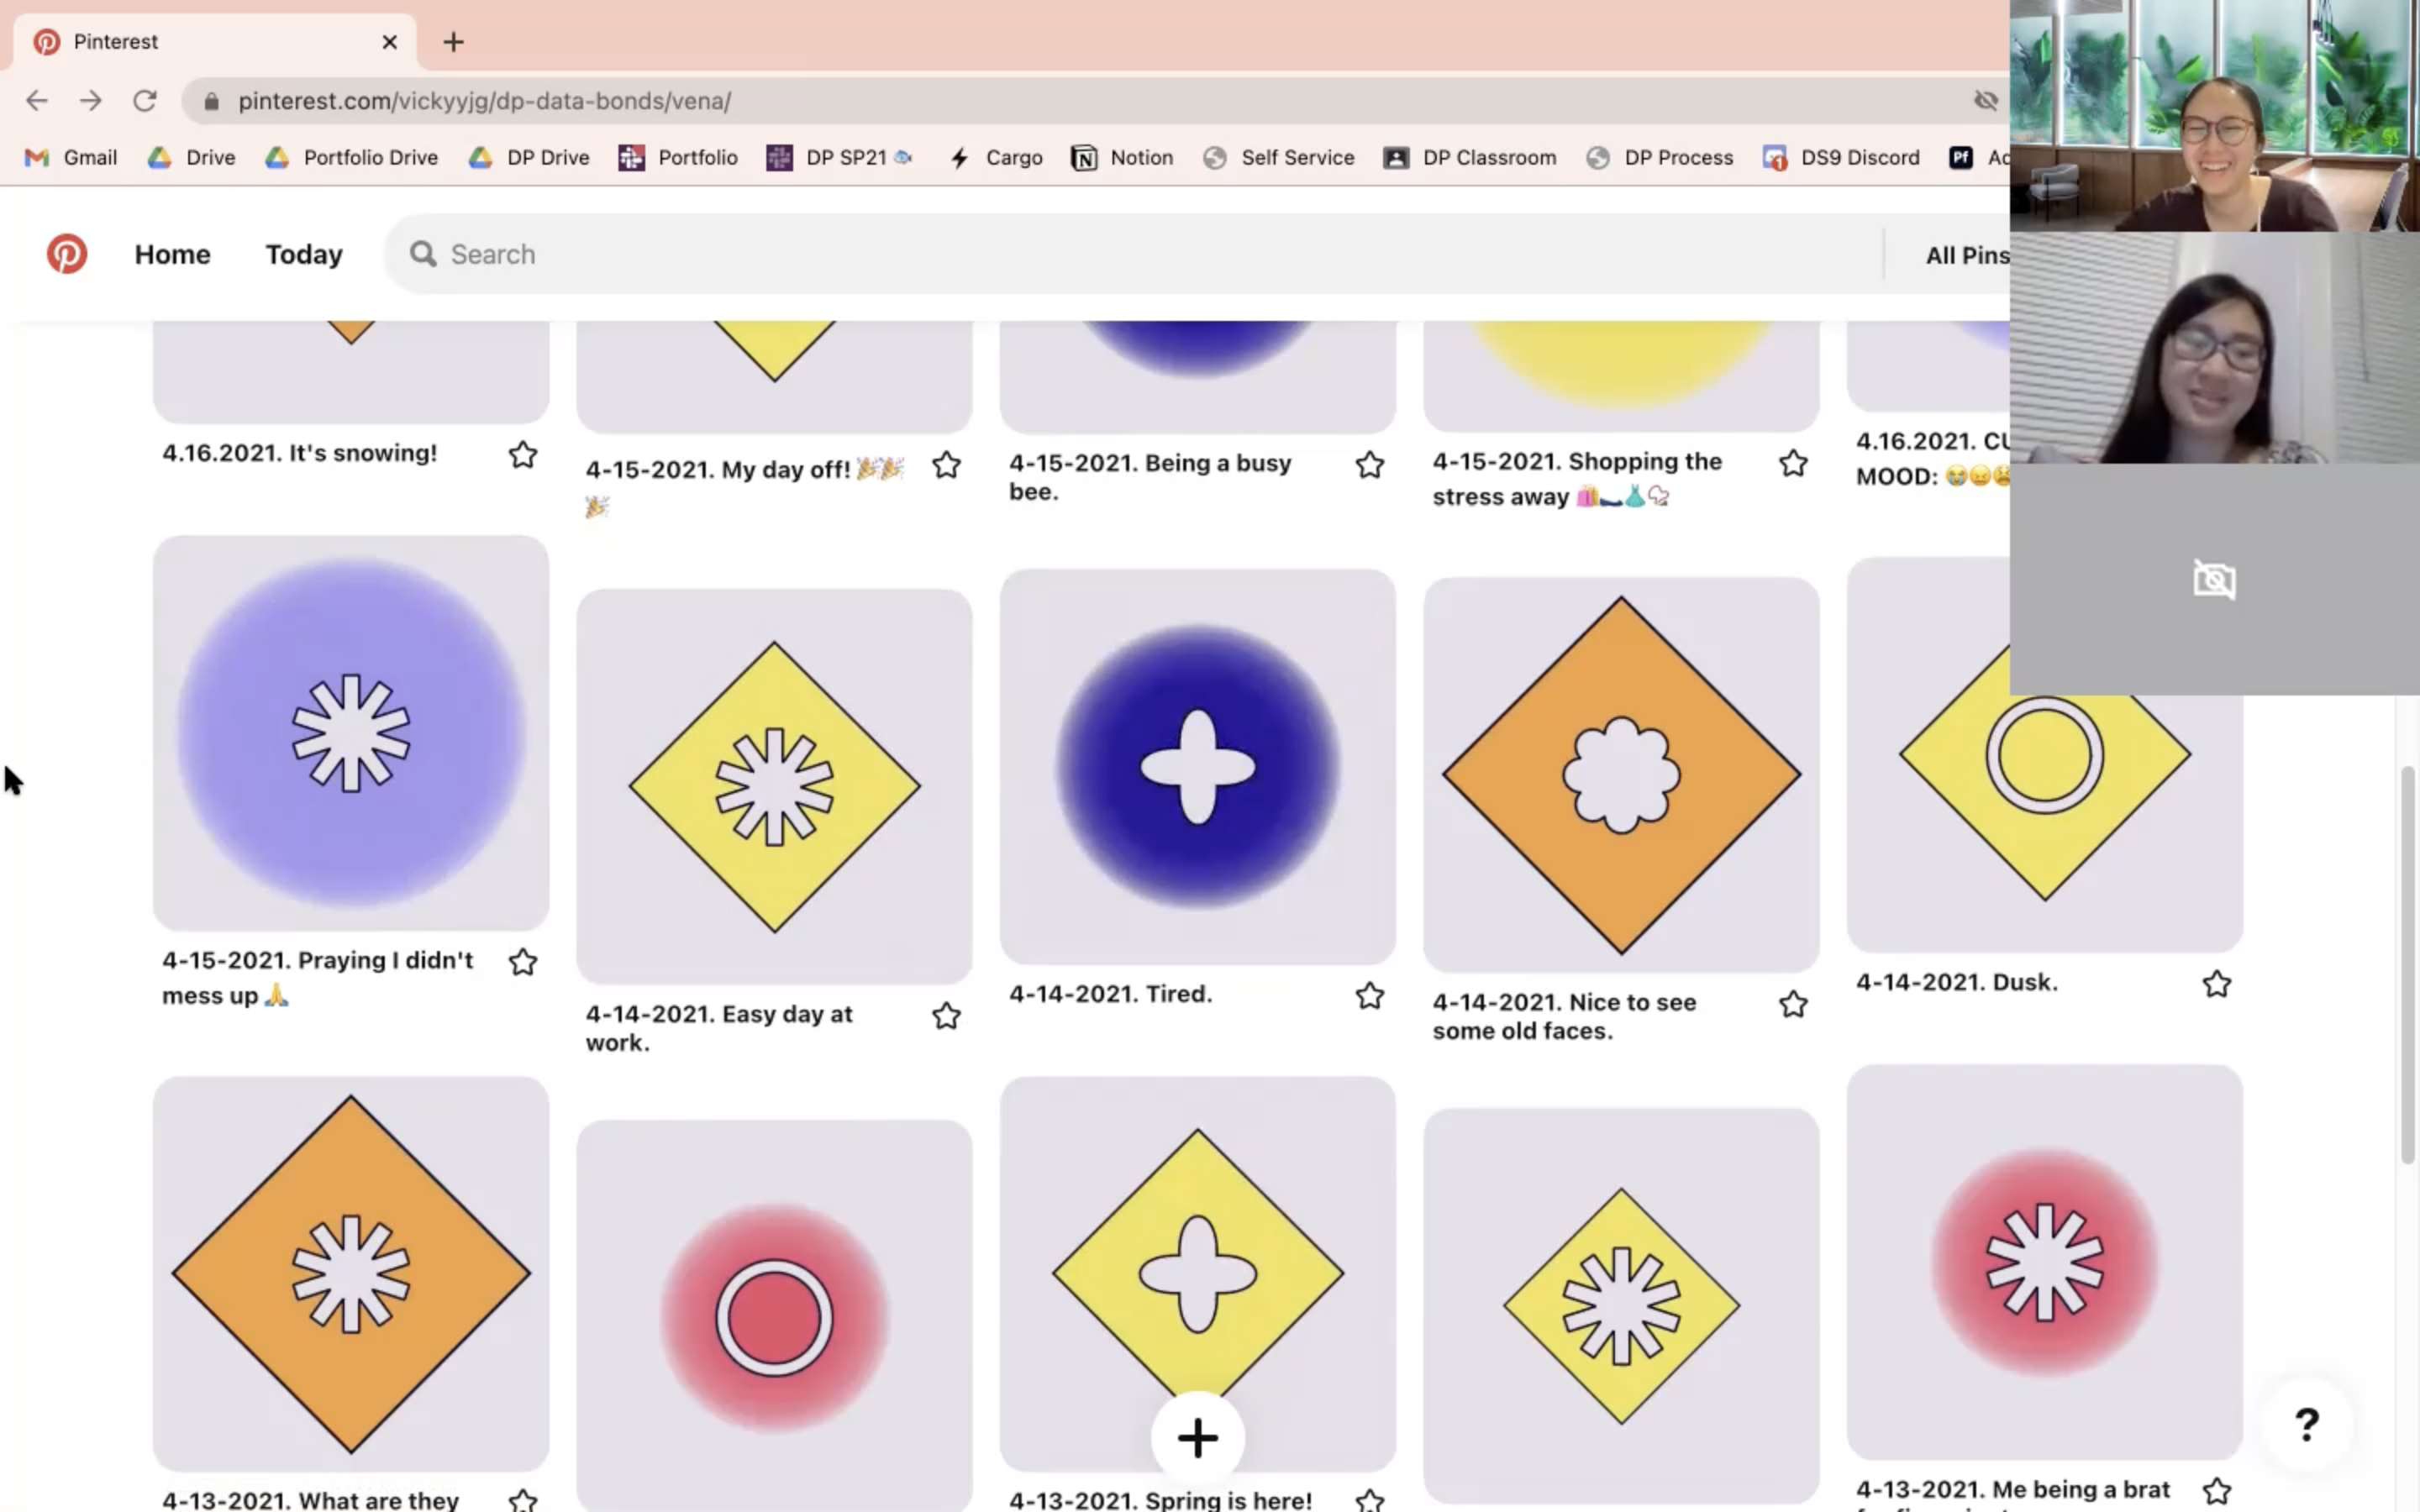 Pinterest
pinterest.com/vickyyjg/dp-data-bonds/vena/
Gmail Drive Portfolio Drive DP Drive Portfolio DP SP21 Cargo Notion Self Service DP Classroom DP Process DS9 Discord
Home Today Search All Pins
4.16.2021. It's snowing!
4-15-2021. My day off! 🎉🎉
🎉
4-15-2021. Being a busy
bee.
4-15-2021. Shopping the
stress away
4.16.2021.
MOOD:
4-15-2021. Praying I didn't
mess up 🙏
4-14-2021. Easy day at
work.
4-14-2021. Tired.
4-14-2021. Nice to see
some old faces.
4-14-2021. Dusk.
4-13-2021. What are they
4-13-2021. Spring is here!
4-13-2021. Me being a brat
?